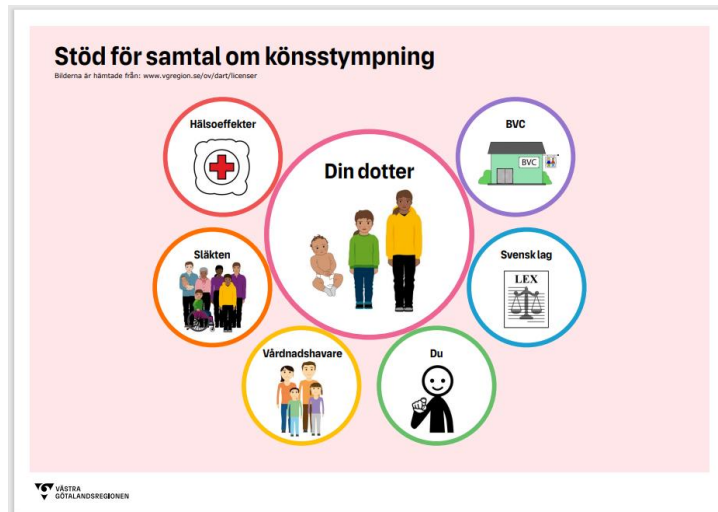 Stöd för samtal om könsstympning
Bilderna är hämtade från: www.vgregion.se/ov/dart/licenser
Hälsoeffekter
BVC
BVC
Din dotter
Släkten
Svensk lag
LEX
Vårdnadshavare
Du
VÄSTRA
GÖTALANDSREGIONEN